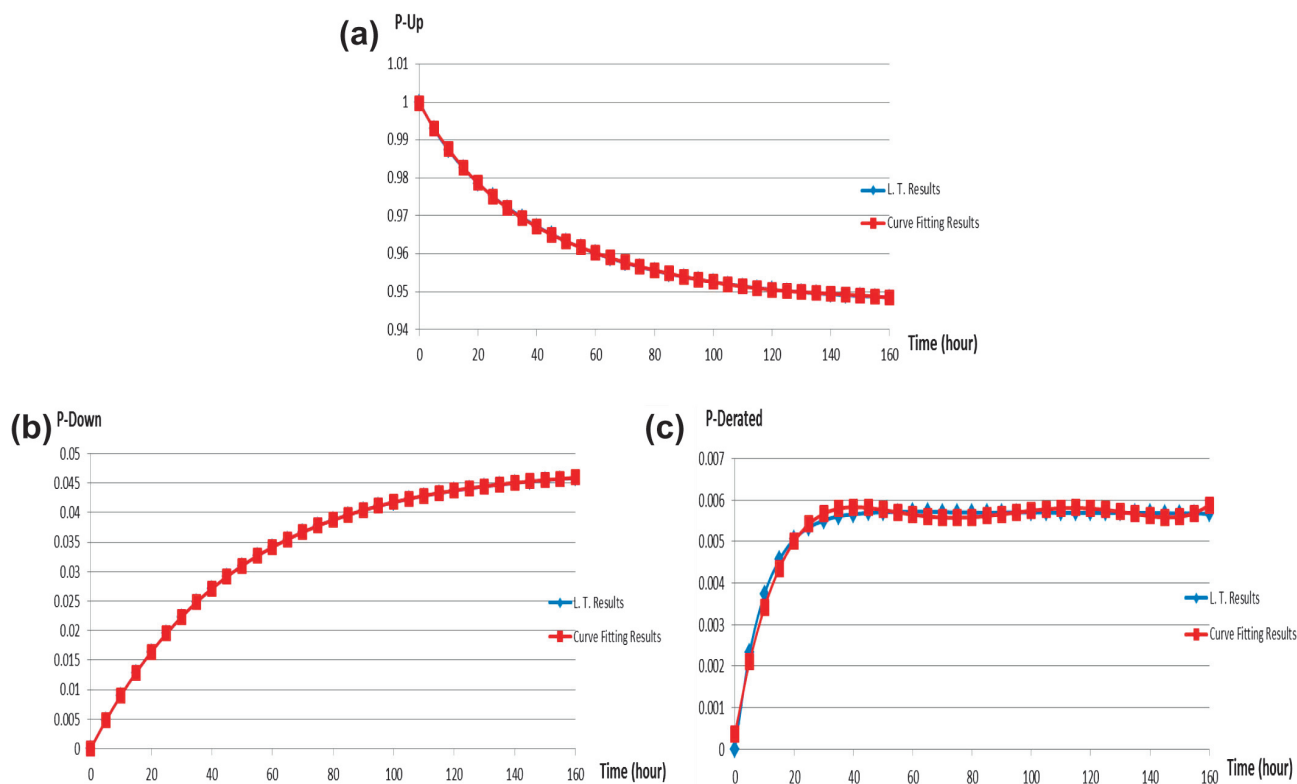 (a)
P-Up
1.01
1
0.99
0.98
0.97
0.96
0.95
0.94
0 20 40 60 80 100 120 140 160
Time (hour)
L. T. Results
Curve Fitting Results
(b)
P-Down
0.05
0.045
0.04
0.035
0.03
0.025
0.02
0.015
0.01
0.005
0
0 20 40 60 80 100 120 140 160
Time (hour)
L. T. Results
Curve Fitting Results
(c)
P-Derated
0.007
0.006
0.005
0.004
0.003
0.002
0.001
0
0 20 40 60 80 100 120 140 160
Time (hour)
L. T. Results
Curve Fitting Results